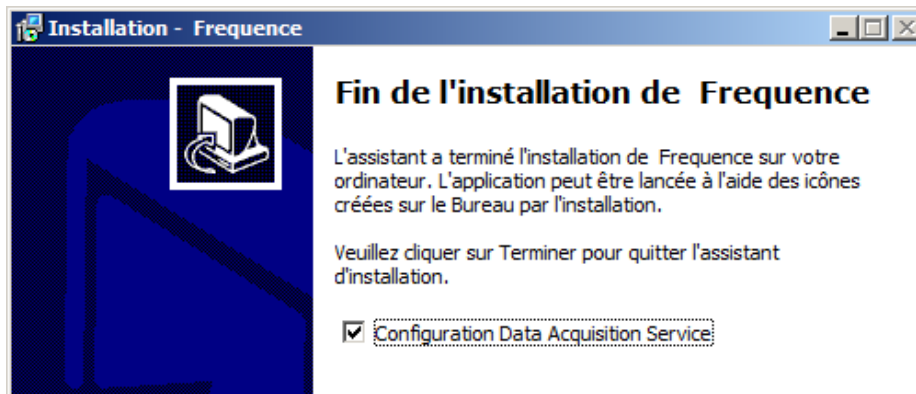 Installation - Frequence
Fin de l'installation de Frequence
L'assistant a terminé l'installation de Frequence sur votre
ordinateur. L'application peut être lancée à l'aide des icônes
créées sur le Bureau par l'installation.
Veuillez cliquer sur Terminer pour quitter l'assistant
d'installation.
Configuration Data Acquisition Service